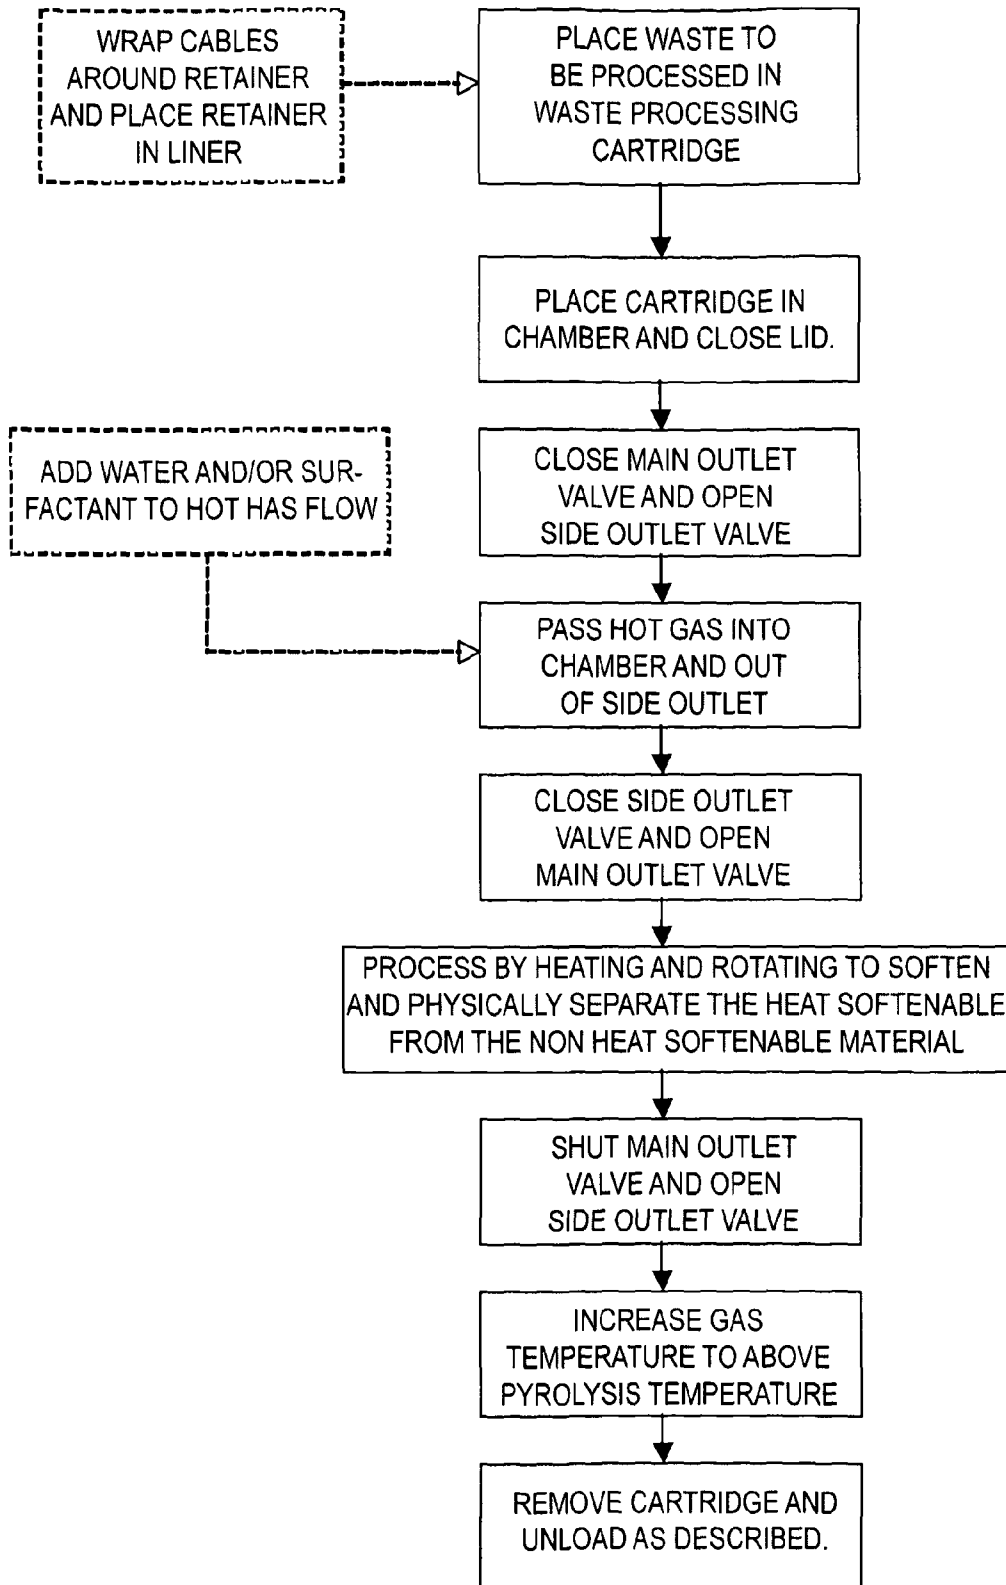 WRAP CABLES
AROUND RETAINER
AND PLACE RETAINER
IN LINER
PLACE WASTE TO
BE PROCESSED IN
WASTE PROCESSING
CARTRIDGE
PLACE CARTRIDGE IN
CHAMBER AND CLOSE LID.
ADD WATER AND/OR SUR-
FACTANT TO HOT HAS FLOW
CLOSE MAIN OUTLET
VALVE AND OPEN
SIDE OUTLET VALVE
PASS HOT GAS INTO
CHAMBER AND OUT
OF SIDE OUTLET
CLOSE SIDE OUTLET
VALVE AND OPEN
MAIN OUTLET VALVE
PROCESS BY HEATING AND ROTATING TO SOFTEN
AND PHYSICALLY SEPARATE THE HEAT SOFTENABLE
FROM THE NON HEAT SOFTENABLE MATERIAL
SHUT MAIN OUTLET
VALVE AND OPEN
SIDE OUTLET VALVE
INCREASE GAS
TEMPERATURE TO ABOVE
PYROLYSIS TEMPERATURE
REMOVE CARTRIDGE AND
UNLOAD AS DESCRIBED.